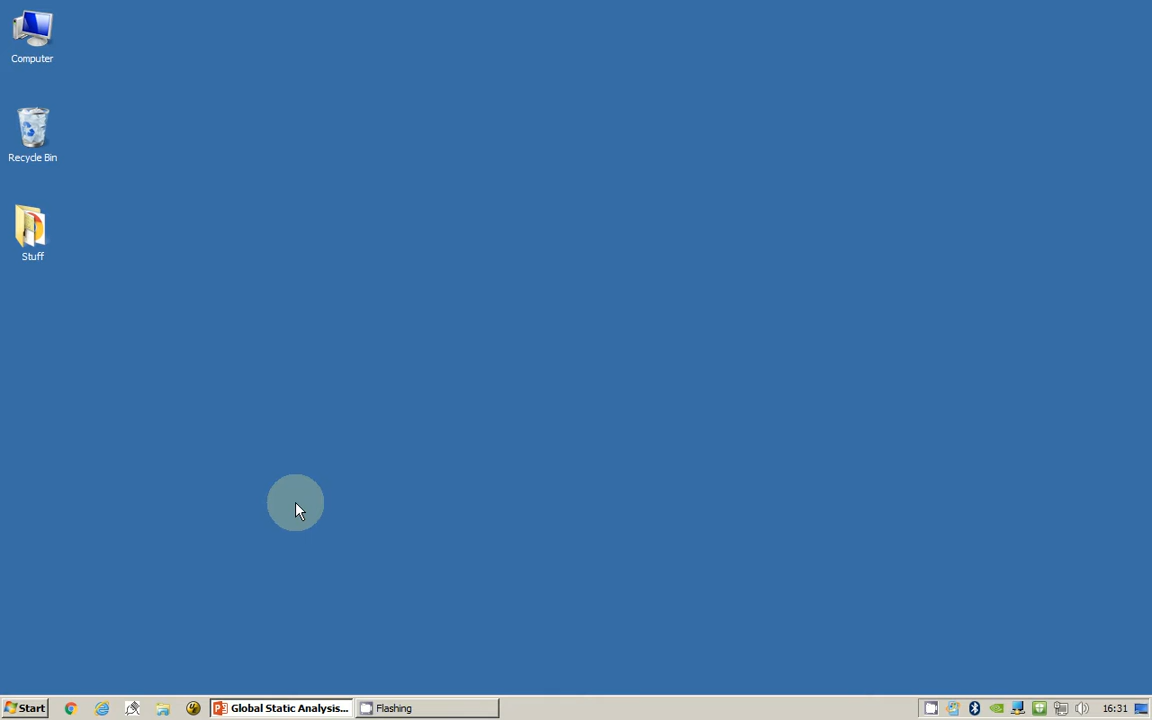 Computer
Recycle Bin
Stuff
Start
Global Static Analysis...
Flashing
16:31